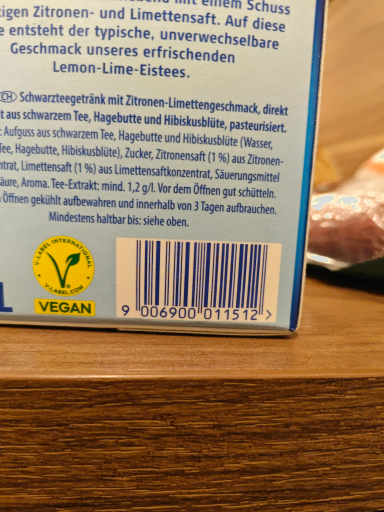 mit einem Schuss
Zitronen- und Limettensaft. Auf diese
entsteht der typische, unverwechselbare
Geschmack unseres erfrischenden
Lemon-Lime-Eistees.
CH Schwarzteegetränk mit Zitronen-Limettengeschmack, direkt
aus schwarzem Tee, Hagebutte und Hibiskusblüte, pasteurisiert.
Aufguss aus schwarzem Tee, Hagebutte und Hibiskusblüte (Wasser,
Tee, Hagebutte, Hibiskusblüte), Zucker, Zitronensaft (1 %) aus Zitronen-
Limettensaft (1 %) aus Limettensaftkonzentrat, Säuerungsmittel
Aroma. Tee-Extrakt: mind. 1,2 g/l. Vor dem Öffnen gut schütteln.
Öffnen gekühlt aufbewahren und innerhalb von 3 Tagen aufbrauchen.
Mindestens haltbar bis: siehe oben.
V-LABEL INTERNATIONAL
V-LABEL.COM
VEGAN
L
9 006900 011512 >